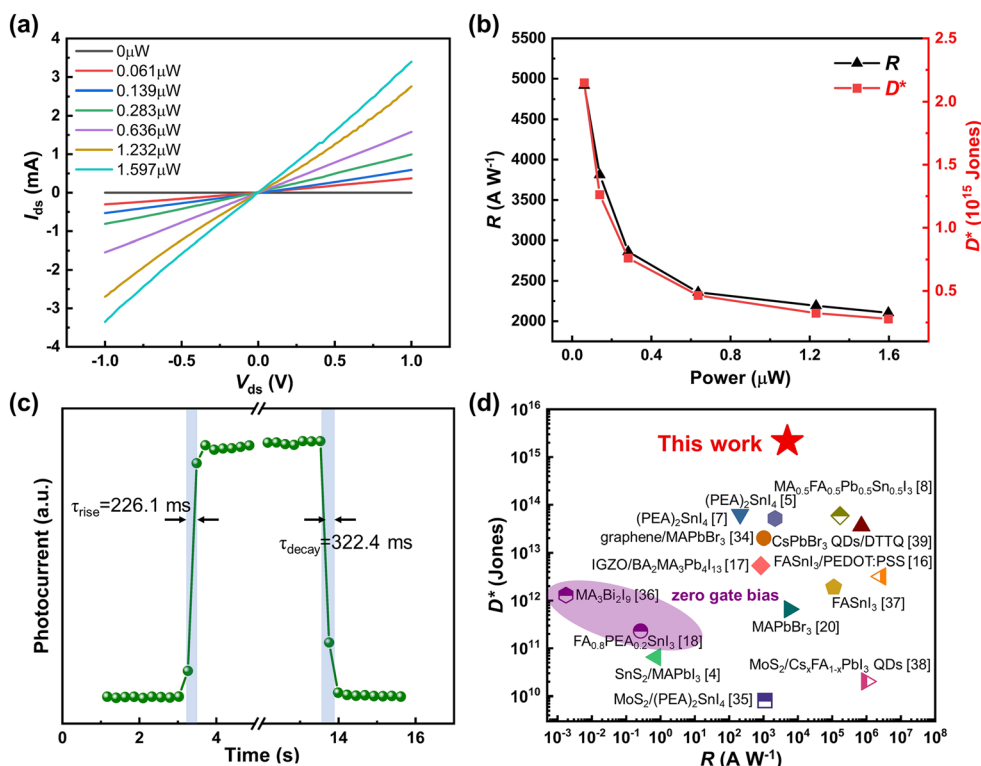 (a)
I_ds (mA)
4
3
2
1
0
-1
-2
-3
-4
0μW
0.061μW
0.139μW
0.283μW
0.636μW
1.232μW
1.597μW
-1.0 -0.5 0.0 0.5 1.0
V_ds (V)
(b)
R (A W⁻¹)
5500
5000
4500
4000
3500
3000
2500
2000
R
D*
2.5
2.0
1.5
1.0
0.5
D* (10¹⁵ Jones)
0.0 0.4 0.8 1.2 1.6
Power (μW)
(c)
Photocurrent (a.u.)
τ_rise=226.1 ms
τ_decay=322.4 ms
0 2 4 6 12 14 16
Time (s)
(d)
D* (Jones)
10¹⁶
10¹⁵
10¹⁴
10¹³
10¹²
10¹¹
10¹⁰
This work
MA₀.₅FA₀.₅Pb₀.₅Sn₀.₅I₃ [8]
(PEA)₂SnI₄ [5]
(PEA)₂SnI₄ [7]
graphene/MAPbBr₃ [34]
CsPbBr₃ QDs/DTTQ [39]
IGZO/BA₂MA₃Pb₄I₁₃ [17]
FASnI₃/PEDOT:PSS [16]
MA₃Bi₂I₉ [36]
zero gate bias
FASnI₃ [37]
MAPbBr₃ [20]
FA₀.₈PEA₀.₂SnI₃ [18]
SnS₂/MAPbI₃ [4]
MoS₂/CsₓFA₁₋ₓPbI₃ QDs [38]
MoS₂/(PEA)₂SnI₄ [35]
10⁻³ 10⁻² 10⁻¹ 10⁰ 10¹ 10² 10³ 10⁴ 10⁵ 10⁶ 10⁷ 10⁸
R (A W⁻¹)